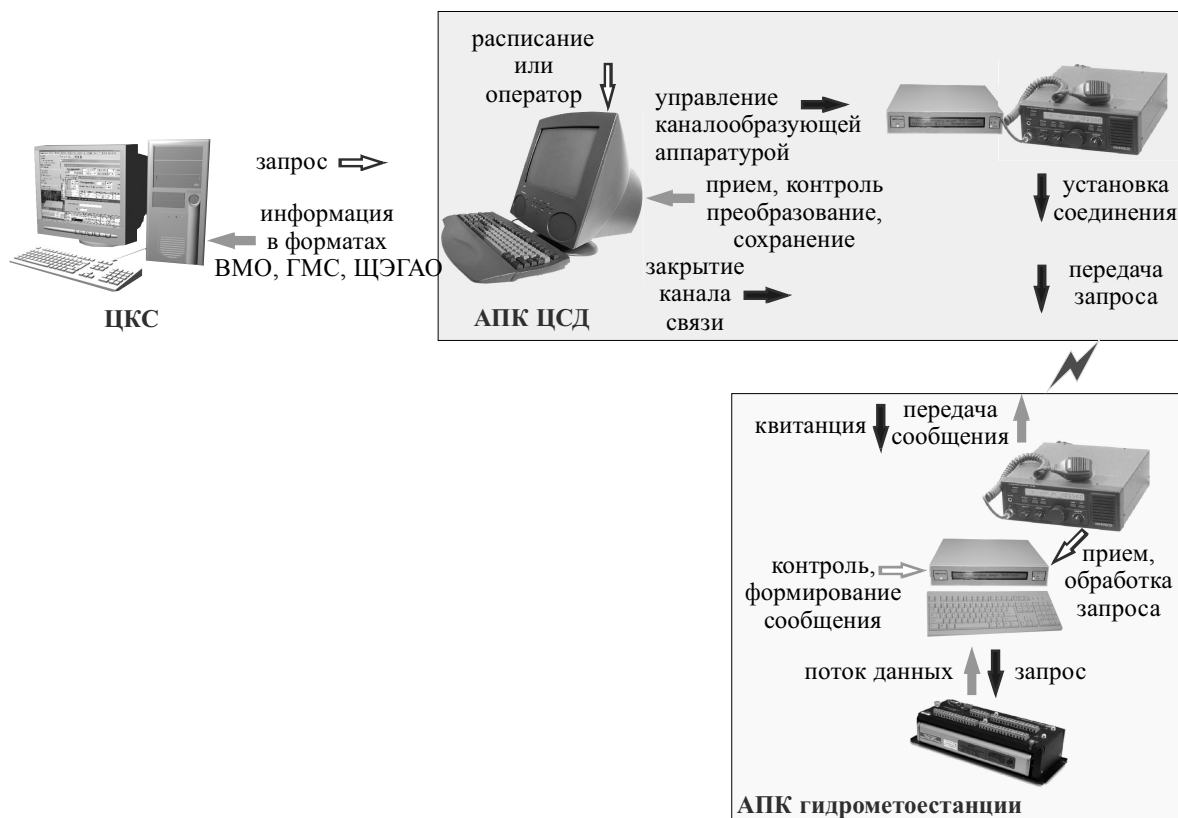 расписание
или
оператор
управление
каналообразующей
аппаратурой
запрос
прием, контроль
преобразование,
сохранение
установка
соединения
информация
в форматах
ВМО, ГМС, ЩЭГАО
ЦКС
закрытие
канала
связи
передача
запроса
АПК ЦСД
квитанция
передача
сообщения
контроль,
формирование
сообщения
прием,
обработка
запроса
поток данных
запрос
АПК гидрометоестанции